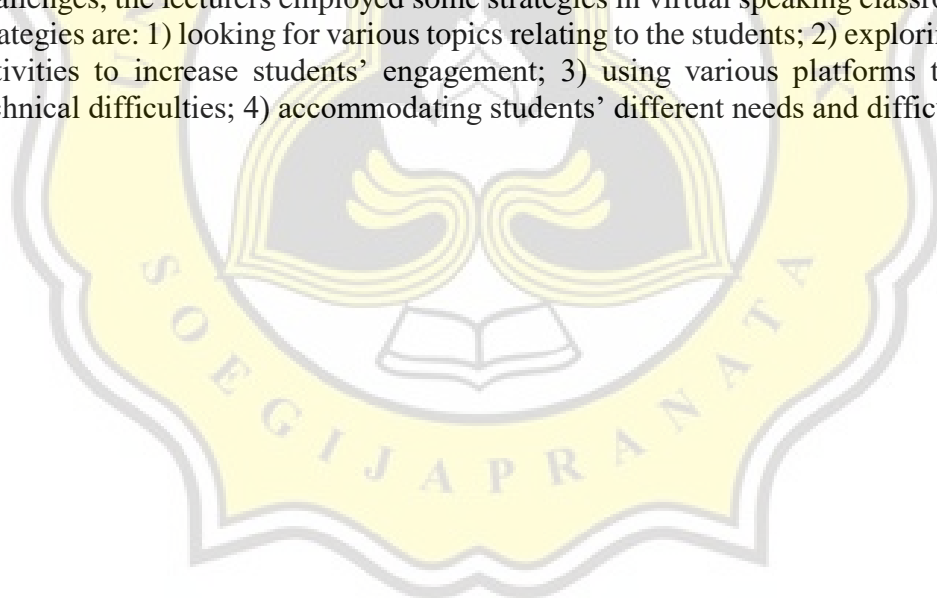 the lecturers employed some strategies in virtual speaking
are: 1) looking for various topics relating to the students; 2)
to increase students' engagement; 3) using various platforms
difficulties; 4) accommodating students' different needs and
SOEGIJAPRANATA